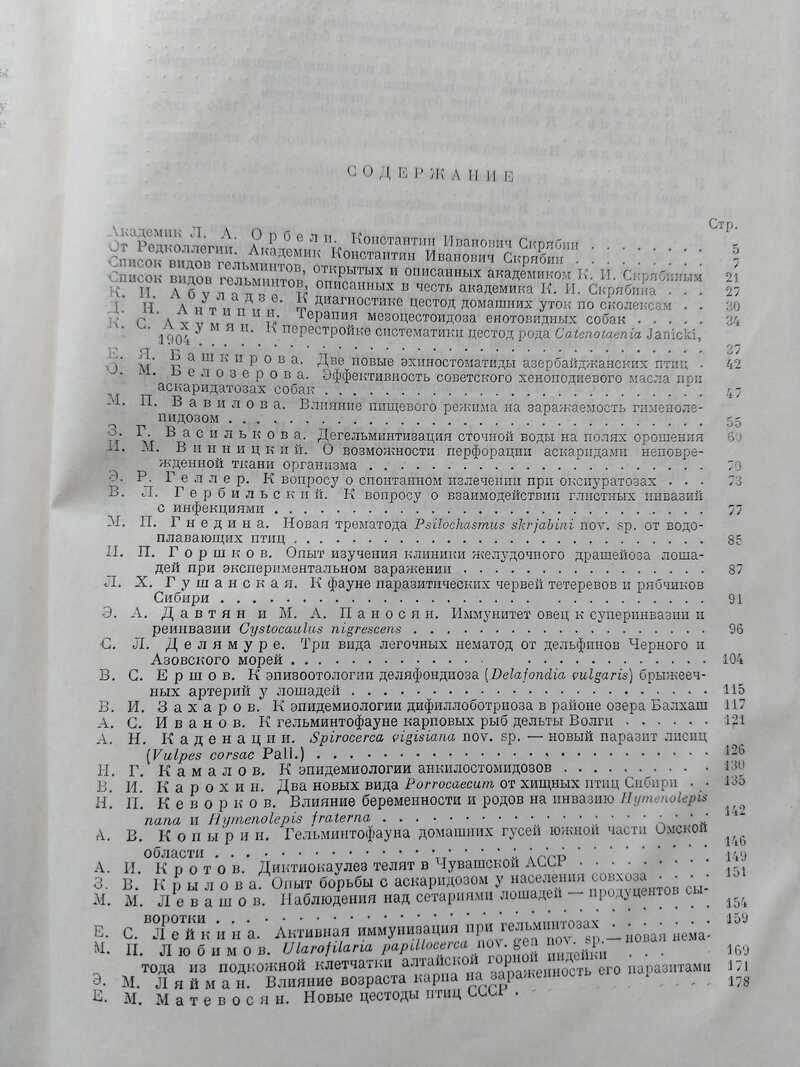 СОДЕРЖАНИЕ
Стр.
Академик Л. А. Орбели. Константин Иванович Скрябин . . . . . . . . 5
От Редколлегии. Академик Константин Иванович Скрябин . . . . . . . . 7
Список видов гельминтов, открытых и описанных академиком К. И. Скрябиным 21
Список видов гельминтов, описанных в честь академика К. И. Скрябина . . . 27
К. И. Абуладзе. К диагностике цестод домашних уток по сколексам . . 30
Д. Н. Антипин. Терапия мезоцестоидоза енотовидных собак . . . . . 34
К. С. Ахумян. К перестройке систематики цестод рода Catenotaenia Janicki,
1904 . . . . . . . . 37
Е. Я. Башкирова. Две новые эхиностоматиды азербайджанских птиц . 42
О. М. Белозерова. Эффективность советского хеноподиевого масла при
аскаридатозах собак . . . . . . . . 47
М. П. Вавилова. Влияние пищевого режима на заражаемость гименоле-
пидозом . . . . . . . . 55
З. Г. Василькова. Дегельминтизация сточной воды на полях орошения 60
И. М. Винницкий. О возможности перфорации аскаридами неповре-
жденной ткани организма . . . . . . . . 70
Э. Р. Геллер. К вопросу о спонтанном излечении при оксиуратозах . . . 73
В. Л. Гербильский. К вопросу о взаимодействии глистных инвазий
с инфекциями . . . . . . . . 77
М. П. Гнедина. Новая трематода Psilochasmus skrjabini nov. sp. от водо-
плавающих птиц . . . . . . . . 85
И. П. Горшков. Опыт изучения клиники желудочного драшейоза лоша-
дей при экспериментальном заражении . . . . . . . . 87
Л. Х. Гушанская. К фауне паразитических червей тетеревов и рябчиков
Сибири . . . . . . . . 91
Э. А. Давтян и М. А. Паносян. Иммунитет овец к суперинвазии и
реинвазии Cystocaulus nigrescens . . . . . . . . 96
С. Л. Делямуре. Три вида легочных нематод от дельфинов Черного и
Азовского морей . . . . . . . . 104
В. С. Ершов. К эпизоотологии деляфондиоза (Delafondia vulgaris) брыжееч-
ных артерий у лошадей . . . . . . . . 115
В. И. Захаров. К эпидемиологии дифиллоботриоза в районе озера Балхаш 117
А. С. Иванов. К гельминтофауне карповых рыб дельты Волги . . . . . . 121
А. Н. Каденации. Spirocerca vigisiana nov. sp. — новый паразит лисиц
(Vulpes corsac Pall.) . . . . . . . . 126
Н. Г. Камалов. К эпидемиологии анкилостомидозов . . . . . . . . 130
В. И. Карохин. Два новых вида Porrocaecum от хищных птиц Сибири . . 135
Н. П. Кеворков. Влияние беременности и родов на инвазию Hymenolepis
nana и Hymenolepis fraterna . . . . . . . . 142
А. В. Копырин. Гельминтофауна домашних гусей южной части Омской
области . . . . . . . . 146
А. И. Кротов. Диктиокаулез телят в Чувашской АССР . . . . . . . . 149
З. В. Крылова. Опыт борьбы с аскаридозом у населения совхоза . . . . 151
М. М. Левашов. Наблюдения над сетариями лошадей — продуцентов сы-
воротки . . . . . . . . 154
Е. С. Лейкина. Активная иммунизация при гельминтозах . . . . . . 159
М. П. Любимов. Ularofilaria papillocerca nov. gen nov. sp.—новая нема-
тода из подкожной клетчатки алтайской горной индейки . . . 169
Э. М. Ляйман. Влияние возраста карпа на зараженность его паразитами 171
Е. М. Матевосян. Новые цестоды птиц СССР . . . . . 178